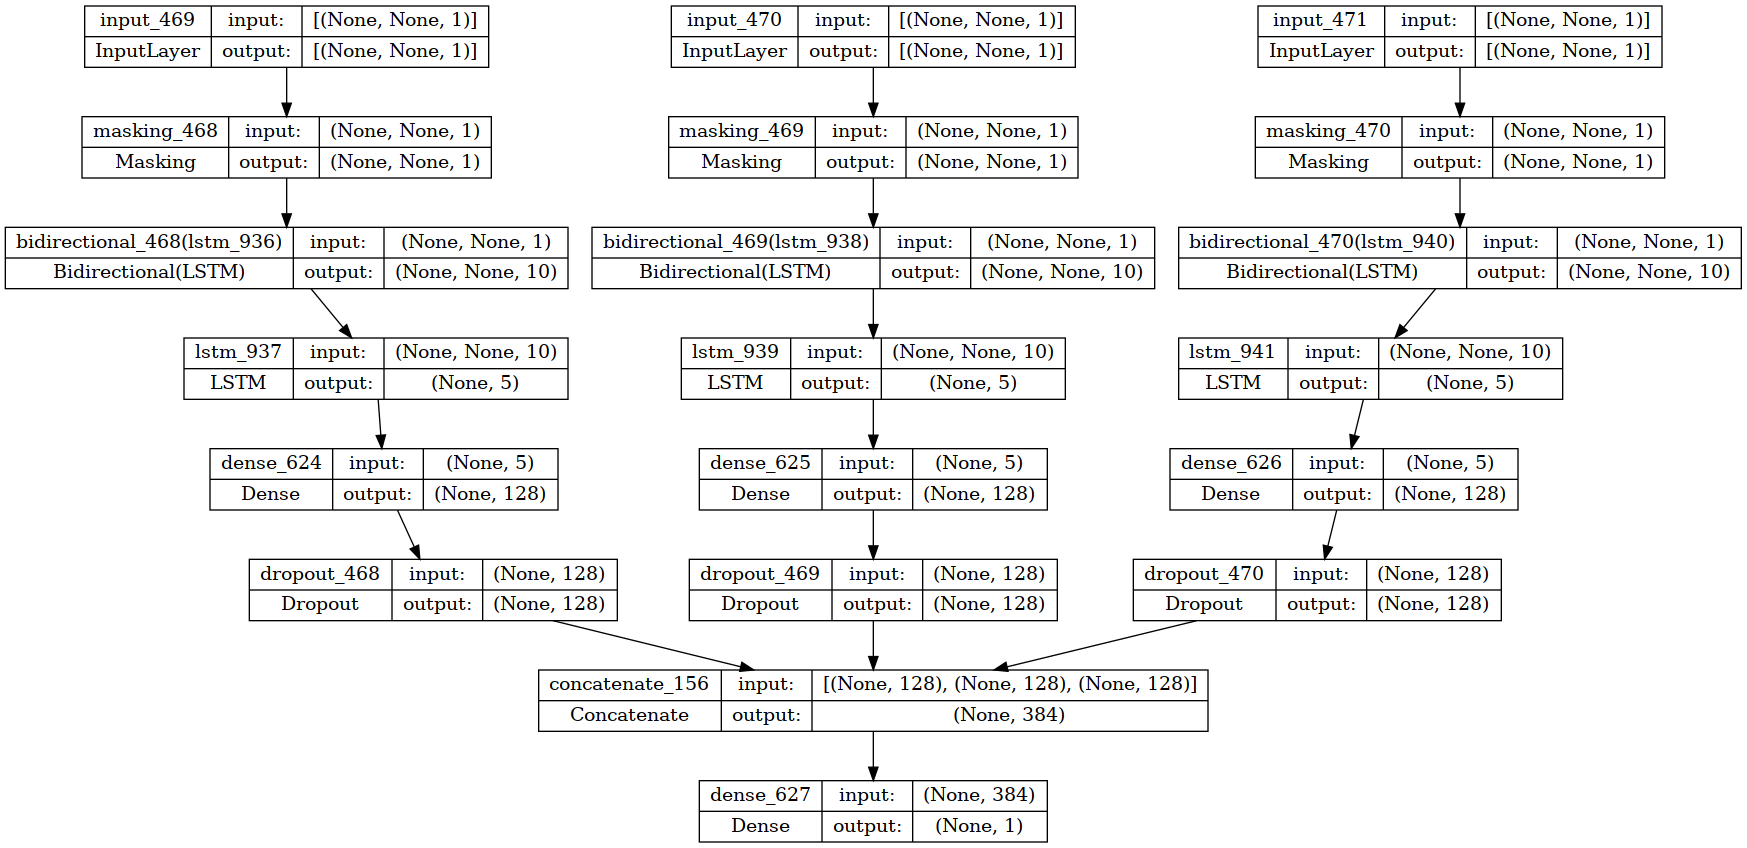 input_469 input: [(None, None, 1)] input_470 input: [(None, None, 1)] input_471 input: [(None, None, 1)]
InputLayer output: [(None, None, 1)] InputLayer output: [(None, None, 1)] InputLayer output: [(None, None, 1)]
masking_468 input: (None, None, 1) masking_469 input: (None, None, 1) masking_470 input: (None, None, 1)
Masking output: (None, None, 1) Masking output: (None, None, 1) Masking output: (None, None, 1)
bidirectional_468(lstm_936) input: (None, None, 1) bidirectional_469(lstm_938) input: (None, None, 1) bidirectional_470(lstm_940) input: (None, None, 1)
Bidirectional(LSTM) output: (None, None, 10) Bidirectional(LSTM) output: (None, None, 10) Bidirectional(LSTM) output: (None, None, 10)
lstm_937 input: (None, None, 10) lstm_939 input: (None, None, 10) lstm_941 input: (None, None, 10)
LSTM output: (None, 5) LSTM output: (None, 5) LSTM output: (None, 5)
dense_624 input: (None, 5) dense_625 input: (None, 5) dense_626 input: (None, 5)
Dense output: (None, 128) Dense output: (None, 128) Dense output: (None, 128)
dropout_468 input: (None, 128) dropout_469 input: (None, 128) dropout_470 input: (None, 128)
Dropout output: (None, 128) Dropout output: (None, 128) Dropout output: (None, 128)
concatenate_156 input: [(None, 128), (None, 128), (None, 128)]
Concatenate output: (None, 384)
dense_627 input: (None, 384)
Dense output: (None, 1)